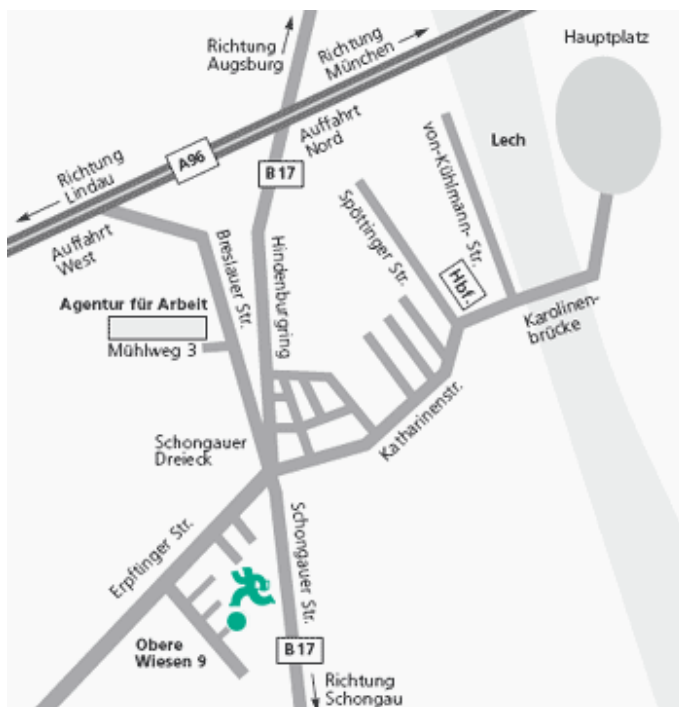 Richtung
Augsburg
Richtung
München
Hauptplatz
Auffahrt
Nord
von-Kühlmann- Str.
Lech
A96
B 17
Richtung
Lindau
Auffahrt
West
Spöttinger Str.
Breslauer Str.
Hindenburgring
Hbf.
Agentur für Arbeit
Mühlweg 3
Karolinen-
brücke
Katharinenstr.
Schongauer
Dreieck
Erpftinger Str.
Schongauer Str.
Obere
Wiesen 9
B 17
Richtung
Schongau